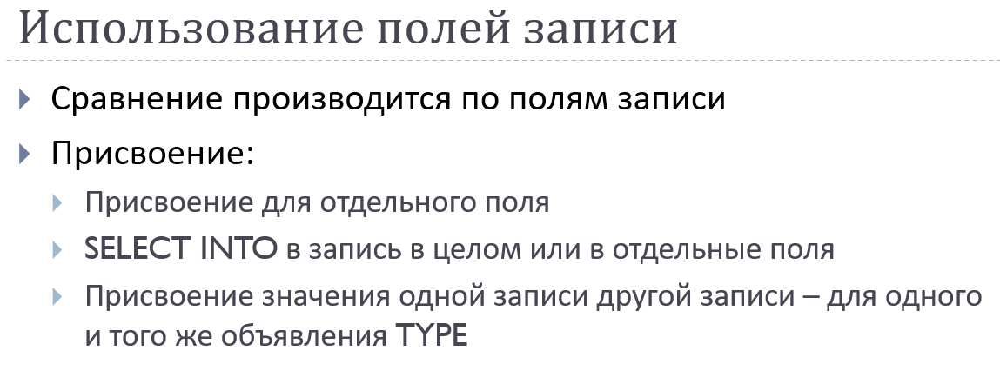 Использование полей записи
Сравнение производится по полям записи
Присвоение:
Присвоение для отдельного поля
SELECT INTO в запись в целом или в отдельные поля
Присвоение значения одной записи другой записи – для одного
и того же объявления TYPE